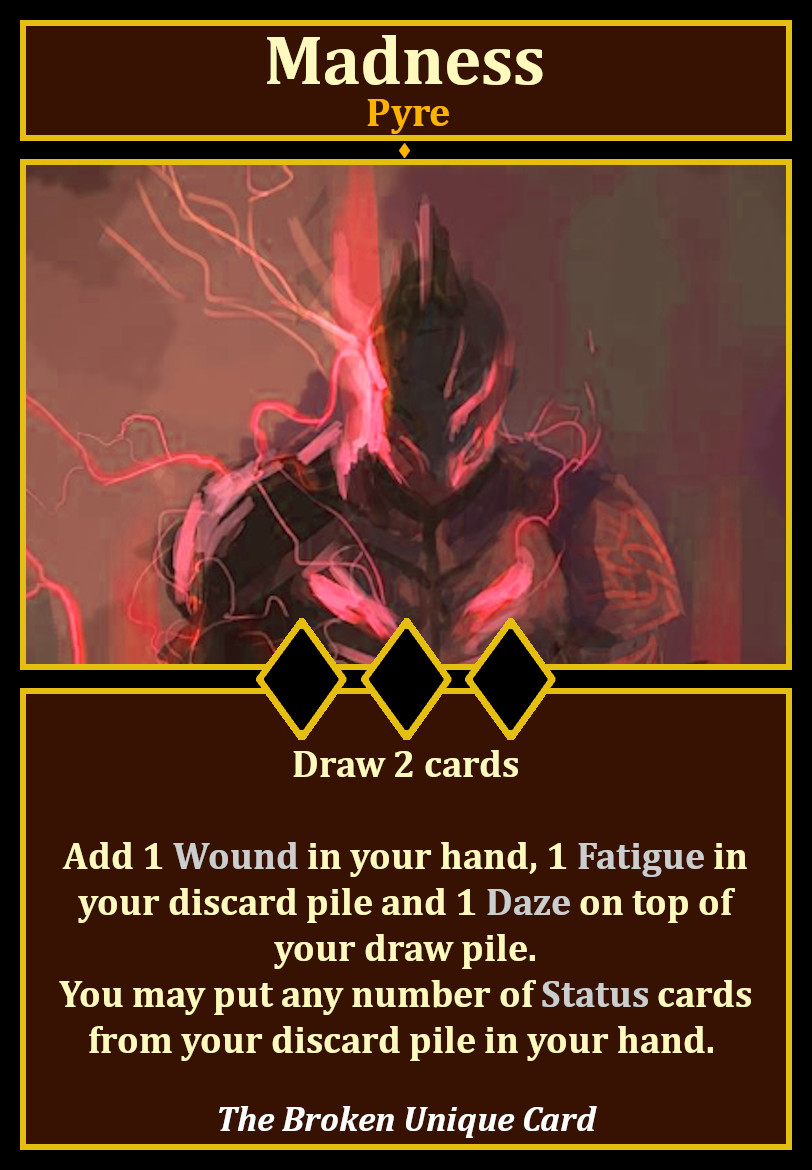 Madness
Pyre
Draw 2 cards
Add 1 Wound in your hand, 1 Fatigue in
your discard pile and 1 Daze on top of
your draw pile.
You may put any number of Status cards
from your discard pile in your hand.
The Broken Unique Card